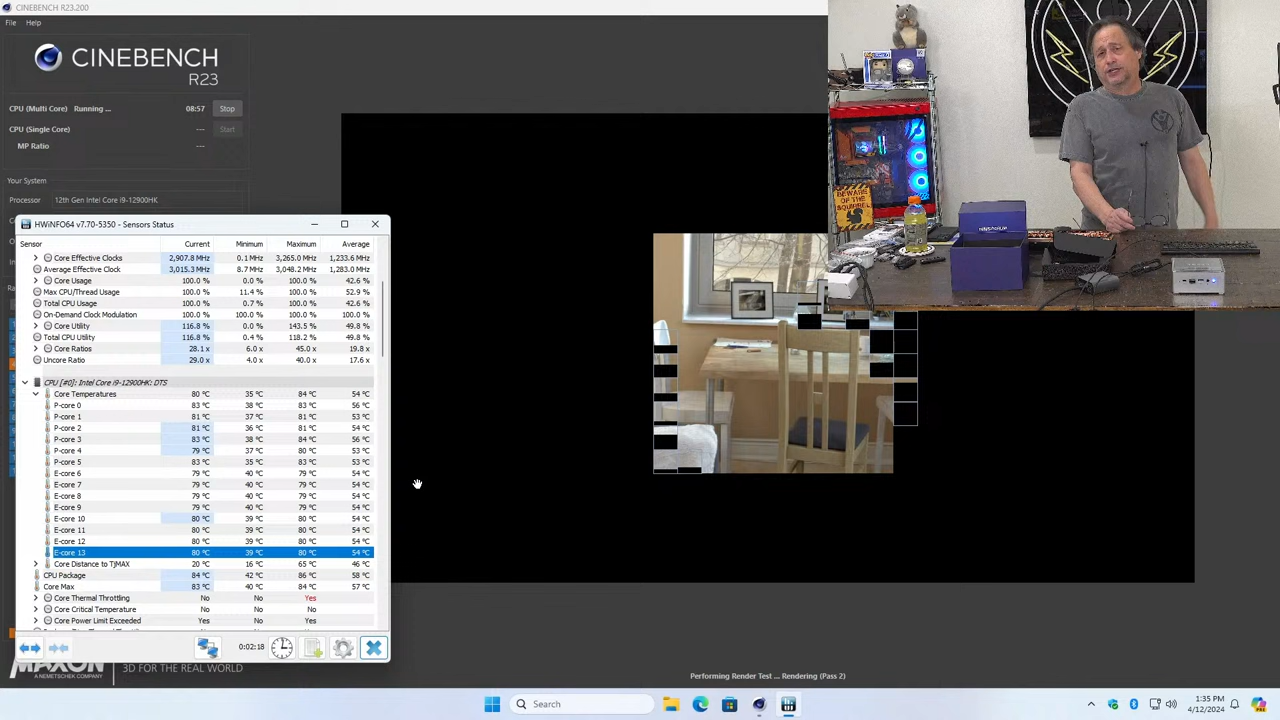 CINEBENCH R23.200
File Help
CINEBENCH
R23
CPU (Multi Core) Running ... 08:57 Stop
CPU (Single Core) --- Start
MP Ratio ---
Your System
Processor 12th Gen Intel Core i9-12900HK
HWiNFO64 v7.70-5350 - Sensors Status
Sensor Current Minimum Maximum Average
Core Effective Clocks 2,907.8 MHz 0.1 MHz 3,265.0 MHz 1,233.6 MHz
Average Effective Clock 3,015.3 MHz 8.7 MHz 3,048.2 MHz 1,283.0 MHz
Core Usage 100.0 % 0.0 % 100.0 % 42.6 %
Max CPU/Thread Usage 100.0 % 11.4 % 100.0 % 52.9 %
Total CPU Usage 100.0 % 0.7 % 100.0 % 42.6 %
On-Demand Clock Modulation 100.0 % 100.0 % 100.0 % 100.0 %
Core Utility 116.8 % 0.0 % 143.5 % 49.8 %
Total CPU Utility 116.8 % 0.4 % 118.2 % 49.8 %
Core Ratios 28.1 x 6.0 x 45.0 x 19.8 x
Uncore Ratio 29.0 x 4.0 x 40.0 x 17.6 x
CPU [#0]: Intel Core i9-12900HK: DTS
Core Temperatures 80 °C 35 °C 84 °C 54 °C
P-core 0 83 °C 38 °C 83 °C 56 °C
P-core 1 81 °C 37 °C 81 °C 53 °C
P-core 2 81 °C 36 °C 81 °C 54 °C
P-core 3 83 °C 38 °C 84 °C 56 °C
P-core 4 79 °C 37 °C 80 °C 53 °C
P-core 5 83 °C 35 °C 83 °C 53 °C
E-core 6 79 °C 40 °C 79 °C 54 °C
E-core 7 79 °C 40 °C 79 °C 54 °C
E-core 8 79 °C 40 °C 79 °C 54 °C
E-core 9 79 °C 40 °C 79 °C 54 °C
E-core 10 80 °C 39 °C 80 °C 54 °C
E-core 11 80 °C 39 °C 80 °C 54 °C
E-core 12 80 °C 39 °C 80 °C 54 °C
E-core 13 80 °C 39 °C 80 °C 54 °C
Core Distance to TjMAX 20 °C 16 °C 65 °C 46 °C
CPU Package 84 °C 42 °C 86 °C 58 °C
Core Max 83 °C 40 °C 84 °C 57 °C
Core Thermal Throttling No No Yes
Core Critical Temperature No No No
Core Power Limit Exceeded Yes No Yes
0:02:18
MAXON 3D FOR THE REAL WORLD
A NEMETSCHEK COMPANY
BEWARE
OF THE
SQUIRREL
Performing Render Test ... Rendering (Pass 2)
Search
1:35 PM
4/12/2024